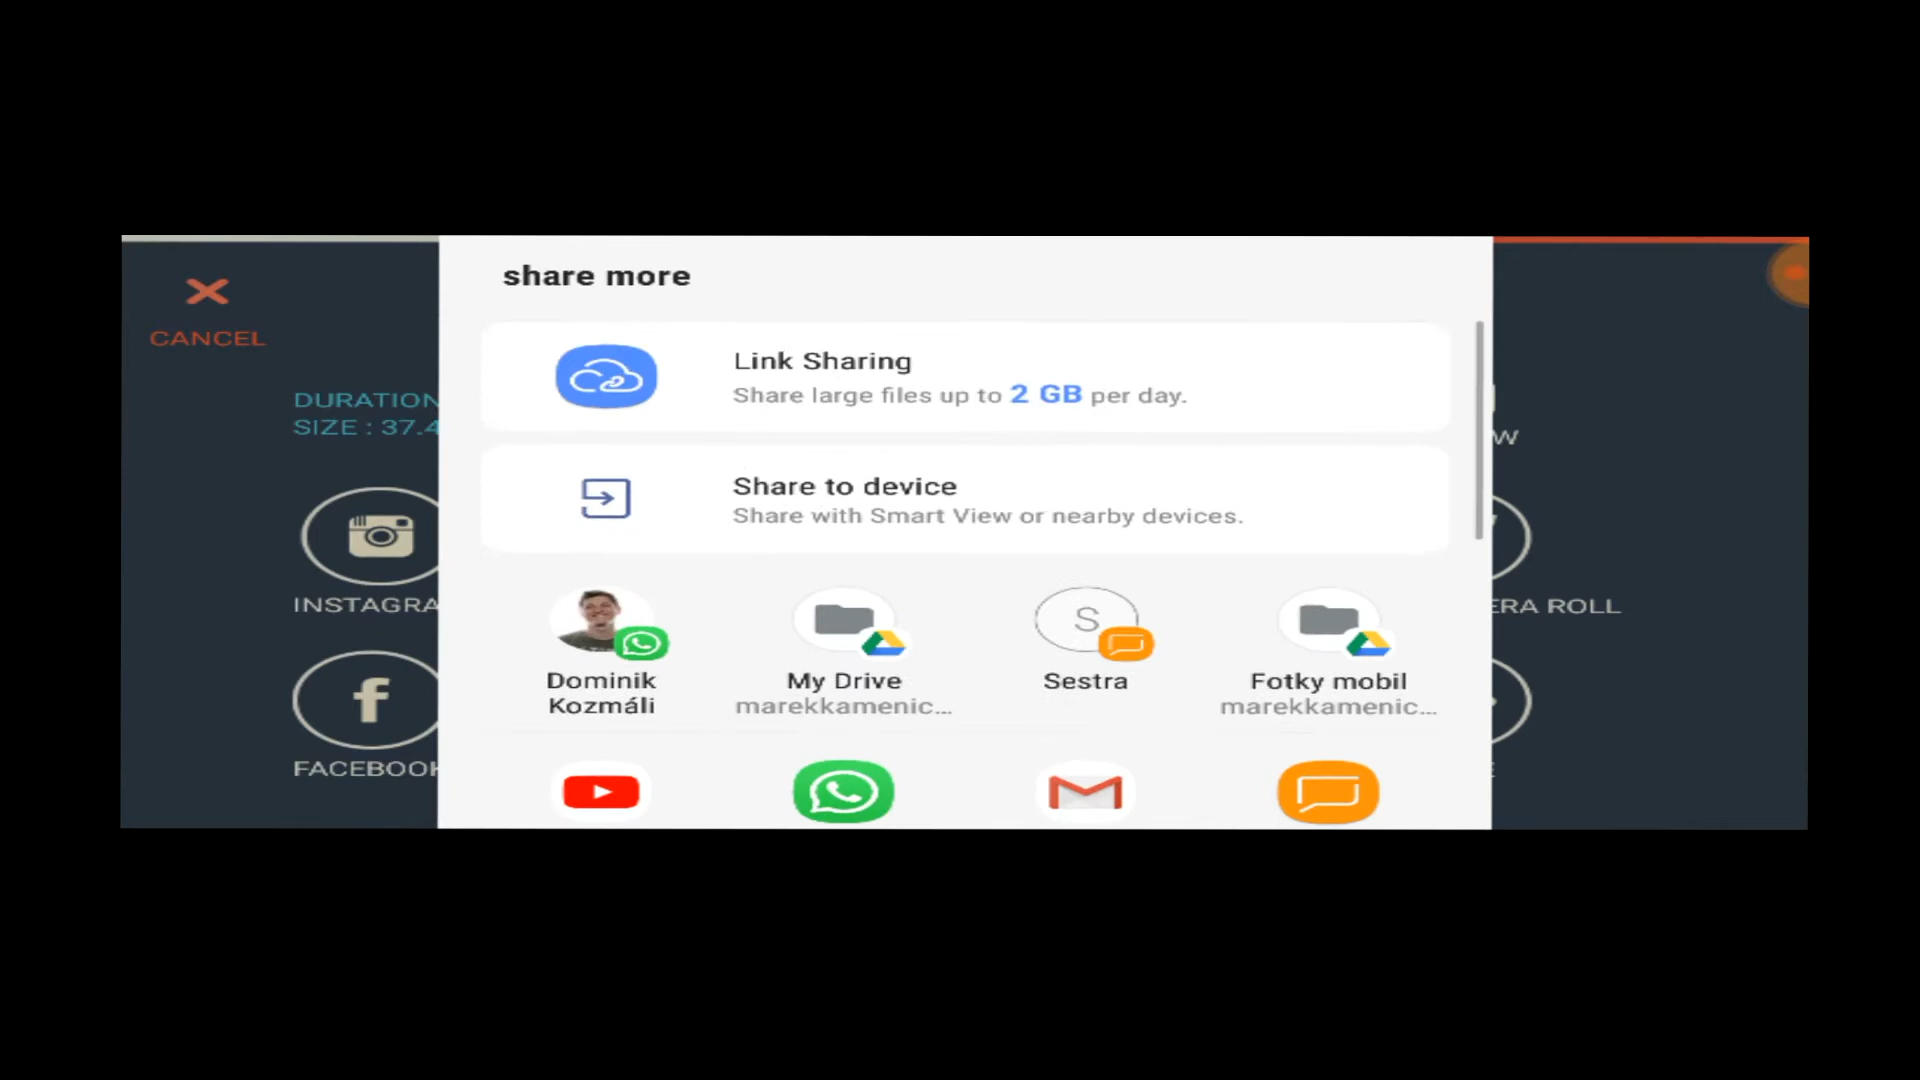 share more
CANCEL
Link Sharing
Share large files up to 2 GB per day.
DURATION
SIZE : 37.4
W
Share to device
Share with Smart View or nearby devices.
INSTAGRA
ERA ROLL
S
Dominik
Kozmáli
My Drive
marekkamenic...
Sestra
Fotky mobil
marekkamenic...
FACEBOOK